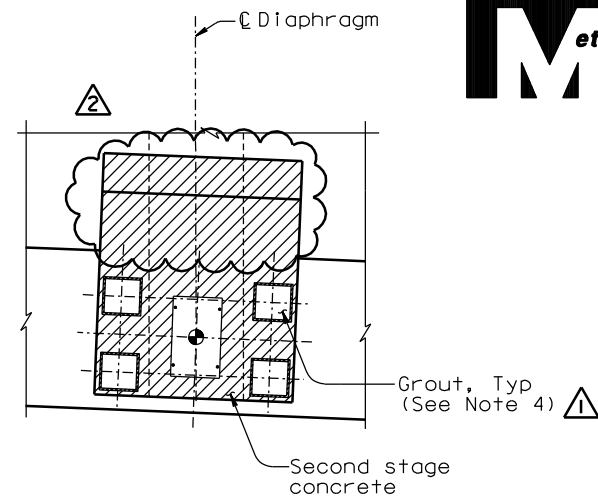 ℄ Diaphragm
M et
2
Grout, Typ
(See Note 4) 1
Second stage
concrete